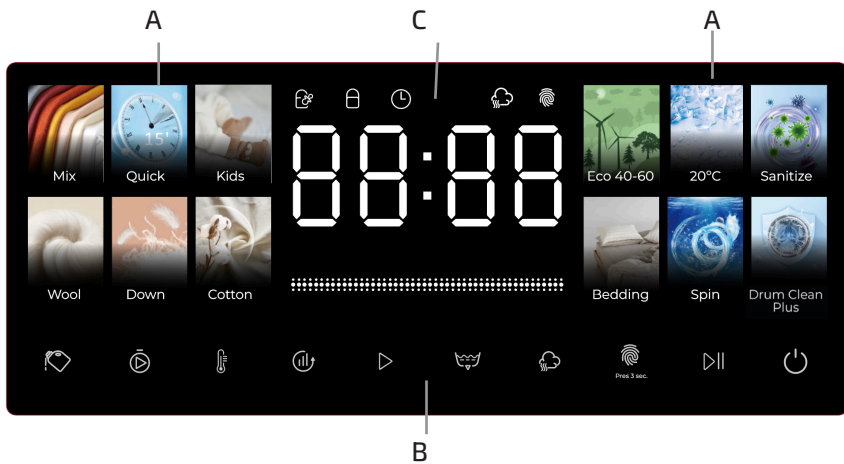 A
C
A
Mix
Quick
15'
Kids
88:88
Eco 40-60
20°C
Sanitize
Wool
Down
Cotton
Bedding
Spin
Drum Clean
Plus
Pres 3 sec.
B